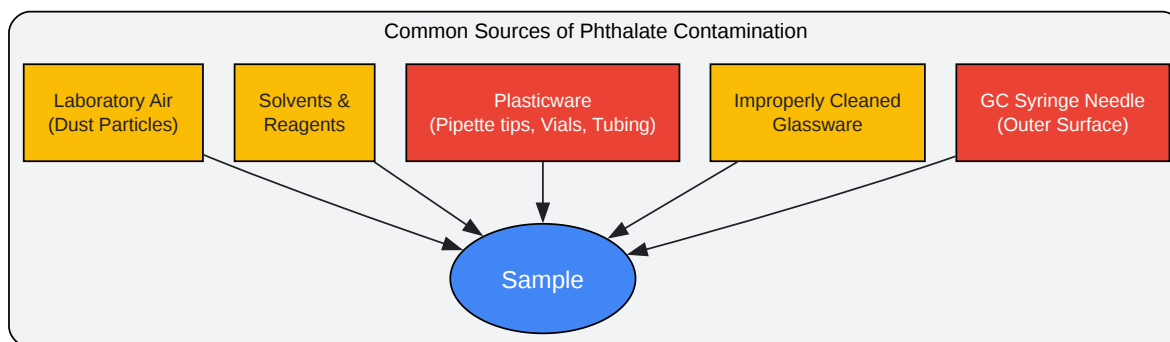 Common Sources of Phthalate Contamination
Laboratory Air
(Dust Particles)
Solvents &
Reagents
Plasticware
(Pipette tips, Vials, Tubing)
Improperly Cleaned
Glassware
GC Syringe Needle
(Outer Surface)
Sample